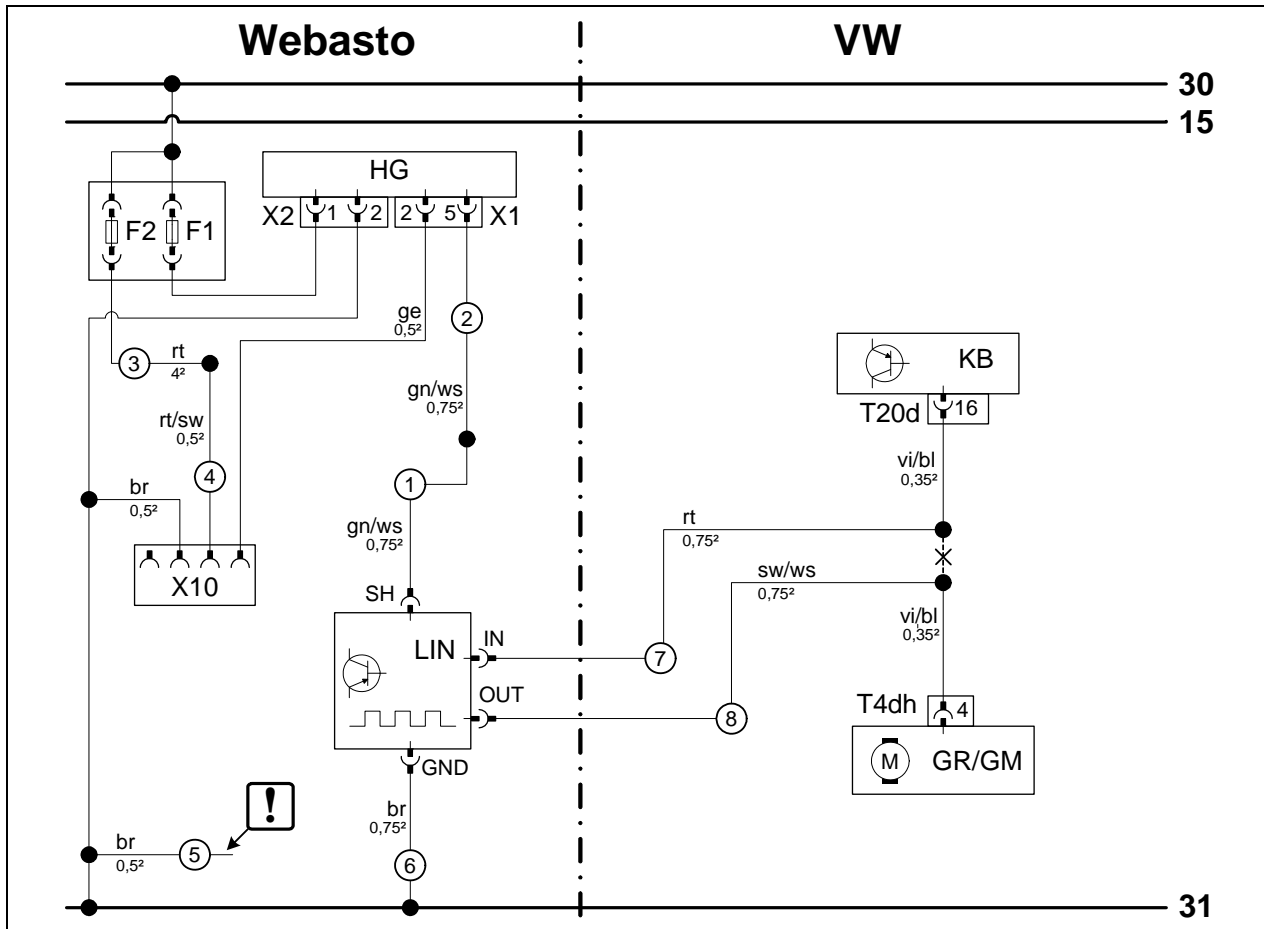 Webasto VW
30
15
HG
X2 1 2 2 5 X1
F2 F1
ge
0,5²
2
3 rt
4²
KB
gn/ws
0,75²
T20d 16
rt/sw
0,5²
4
vi/bl
0,35²
1
br
0,5²
gn/ws
0,75²
rt
0,75²
X10
sw/ws
0,75²
SH
vi/bl
0,35²
LIN IN
7
OUT
T4dh 4
8
M GR/GM
GND
!
br
0,75²
br
0,5²
5
6
31